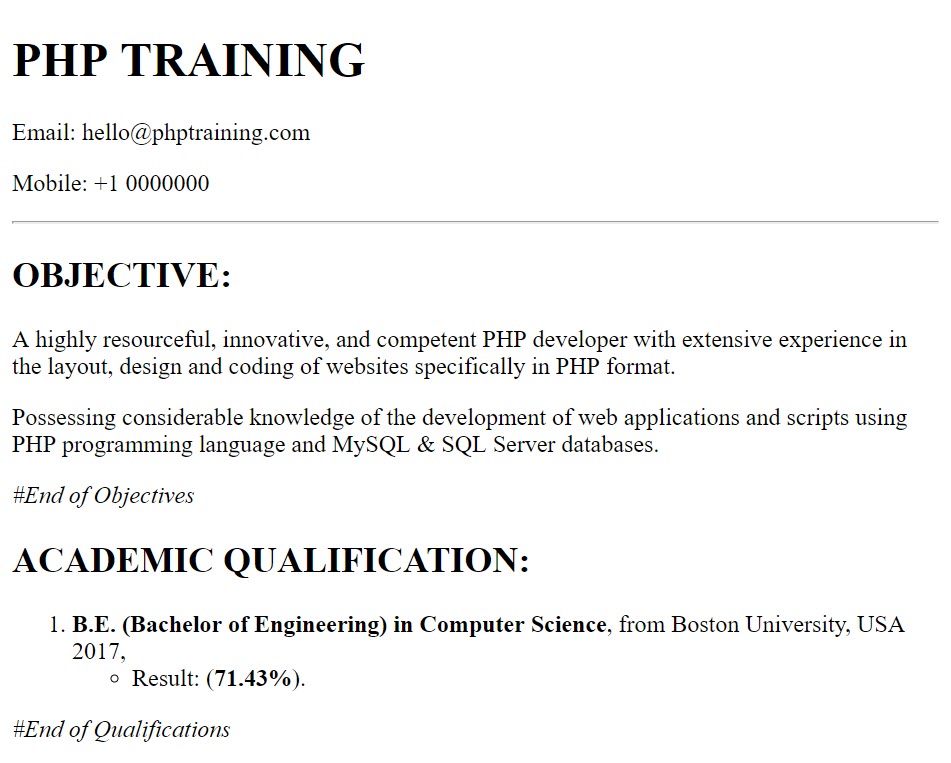 PHP TRAINING
Email: hello@phptraining.com
Mobile: +1 0000000
OBJECTIVE:
A highly resourceful, innovative, and competent PHP developer with extensive experience in
the layout, design and coding of websites specifically in PHP format.
Possessing considerable knowledge of the development of web applications and scripts using
PHP programming language and MySQL & SQL Server databases.
#End of Objectives
ACADEMIC QUALIFICATION:
1. B.E. (Bachelor of Engineering) in Computer Science, from Boston University, USA
2017,
○ Result: (71.43%).
#End of Qualifications